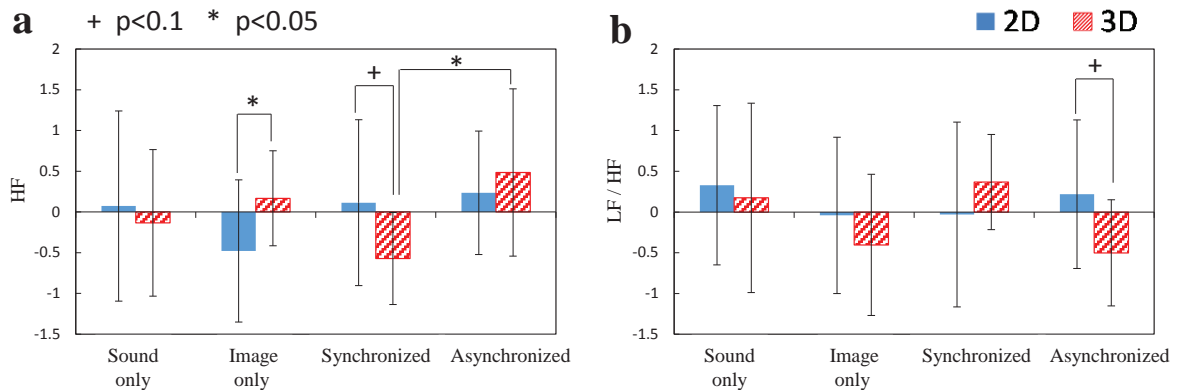 a + p<0.1 * p<0.05
2
1.5
1
0.5
0
-0.5
-1
-1.5
HF
*
+
*
Sound only
Image only
Synchronized
Asynchronized
b 2D 3D
2
1.5
1
0.5
0
-0.5
-1
-1.5
LF / HF
+
Sound only
Image only
Synchronized
Asynchronized